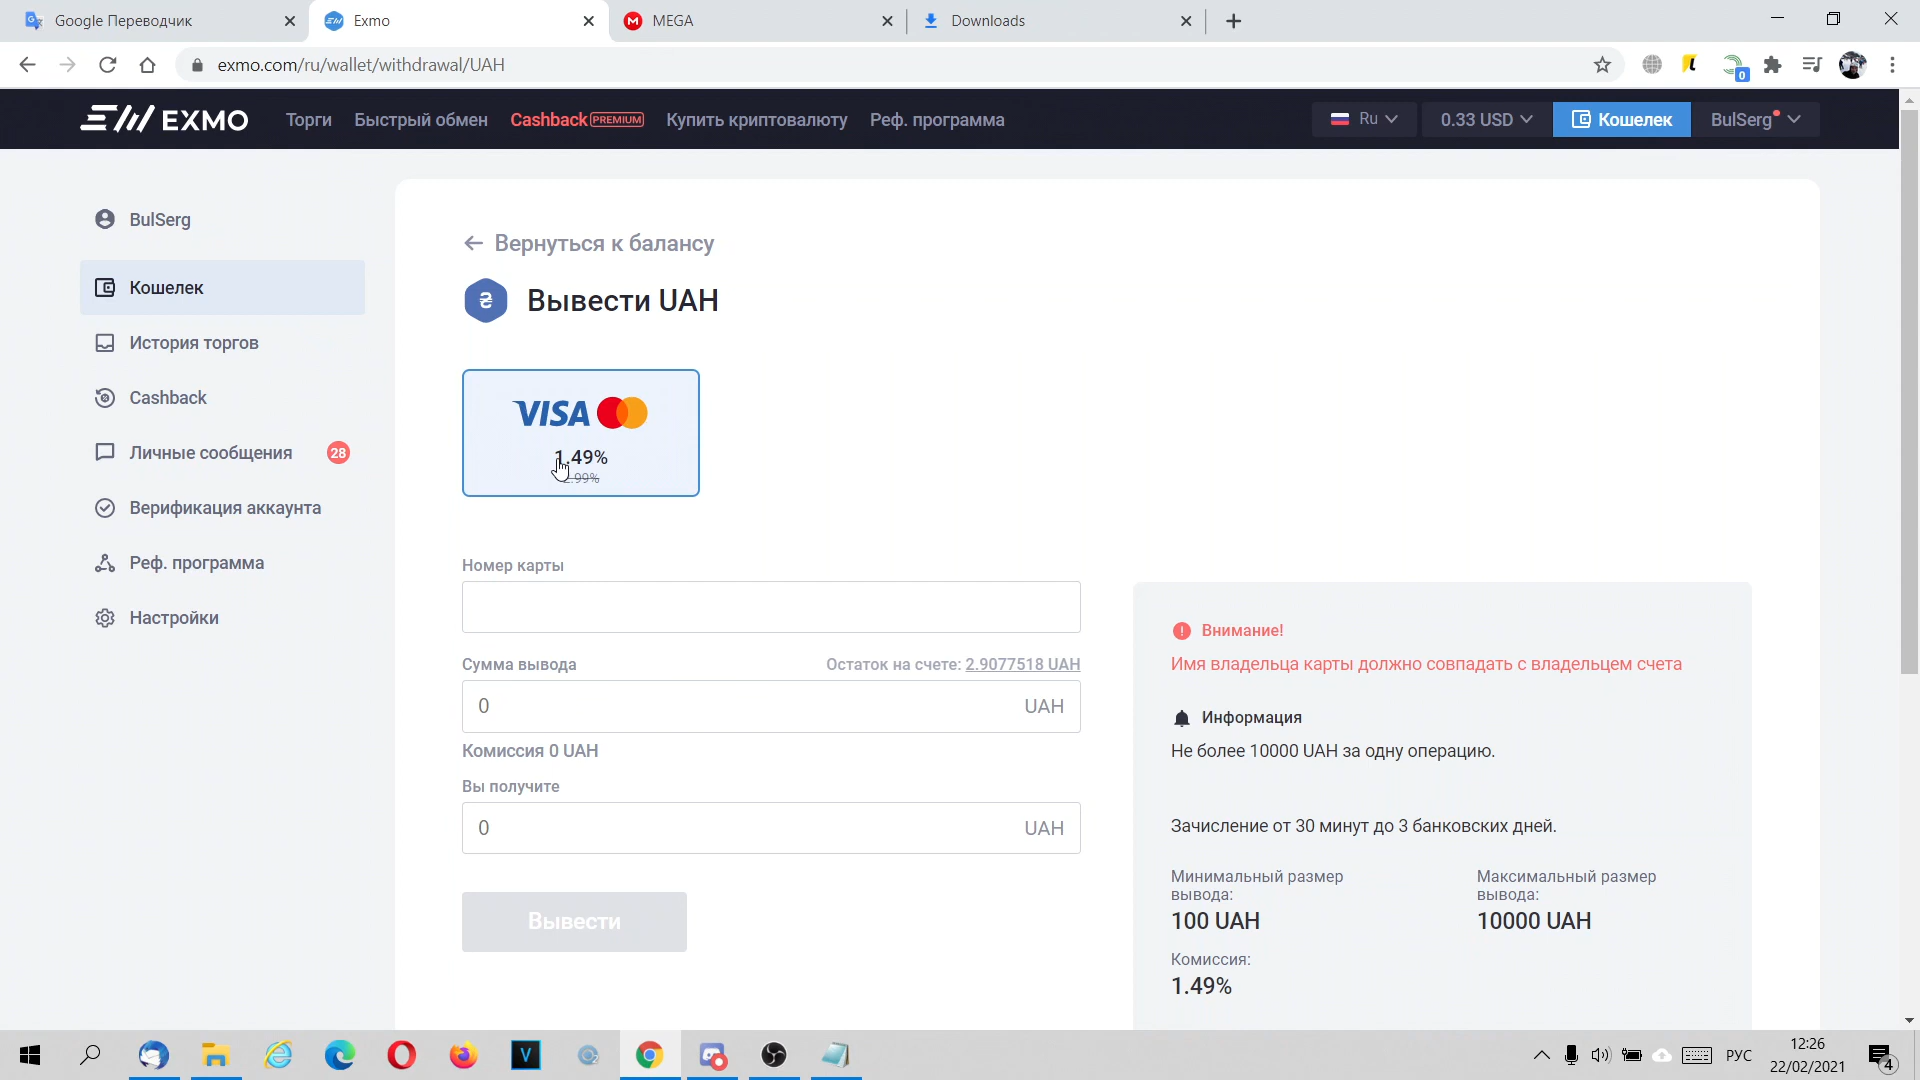 Google Переводчик
Exmo
MEGA
Downloads
exmo.com/ru/wallet/withdrawal/UAH
0
EXMO
Торги
Быстрый обмен
Cashback PREMIUM
Купить криптовалюту
Реф. программа
Ru
0.33 USD
Кошелек
BulSerg
BulSerg
Кошелек
История торгов
Cashback
Личные сообщения
28
Верификация аккаунта
Реф. программа
Настройки
Вернуться к балансу
₴
Вывести UAH
VISA
1.49%
2.99%
Номер карты
Сумма вывода
Остаток на счете: 2.9077518 UAH
0
UAH
Комиссия 0 UAH
Вы получите
0
UAH
Вывести
Внимание!
Имя владельца карты должно совпадать с владельцем счета
Информация
Не более 10000 UAH за одну операцию.
Зачисление от 30 минут до 3 банковских дней.
Минимальный размер
вывода:
100 UAH
Максимальный размер
вывода:
10000 UAH
Комиссия:
1.49%
V
РУС
12:26
22/02/2021
4